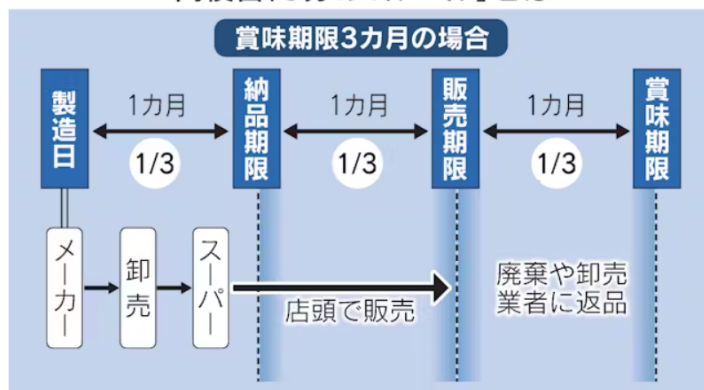 賞味期限3カ月の場合
製造日
1カ月
1/3
納品期限
1カ月
1/3
販売期限
1カ月
1/3
賞味期限
メーカー
卸売
スーパー
店頭で販売
廃棄や卸売
業者に返品